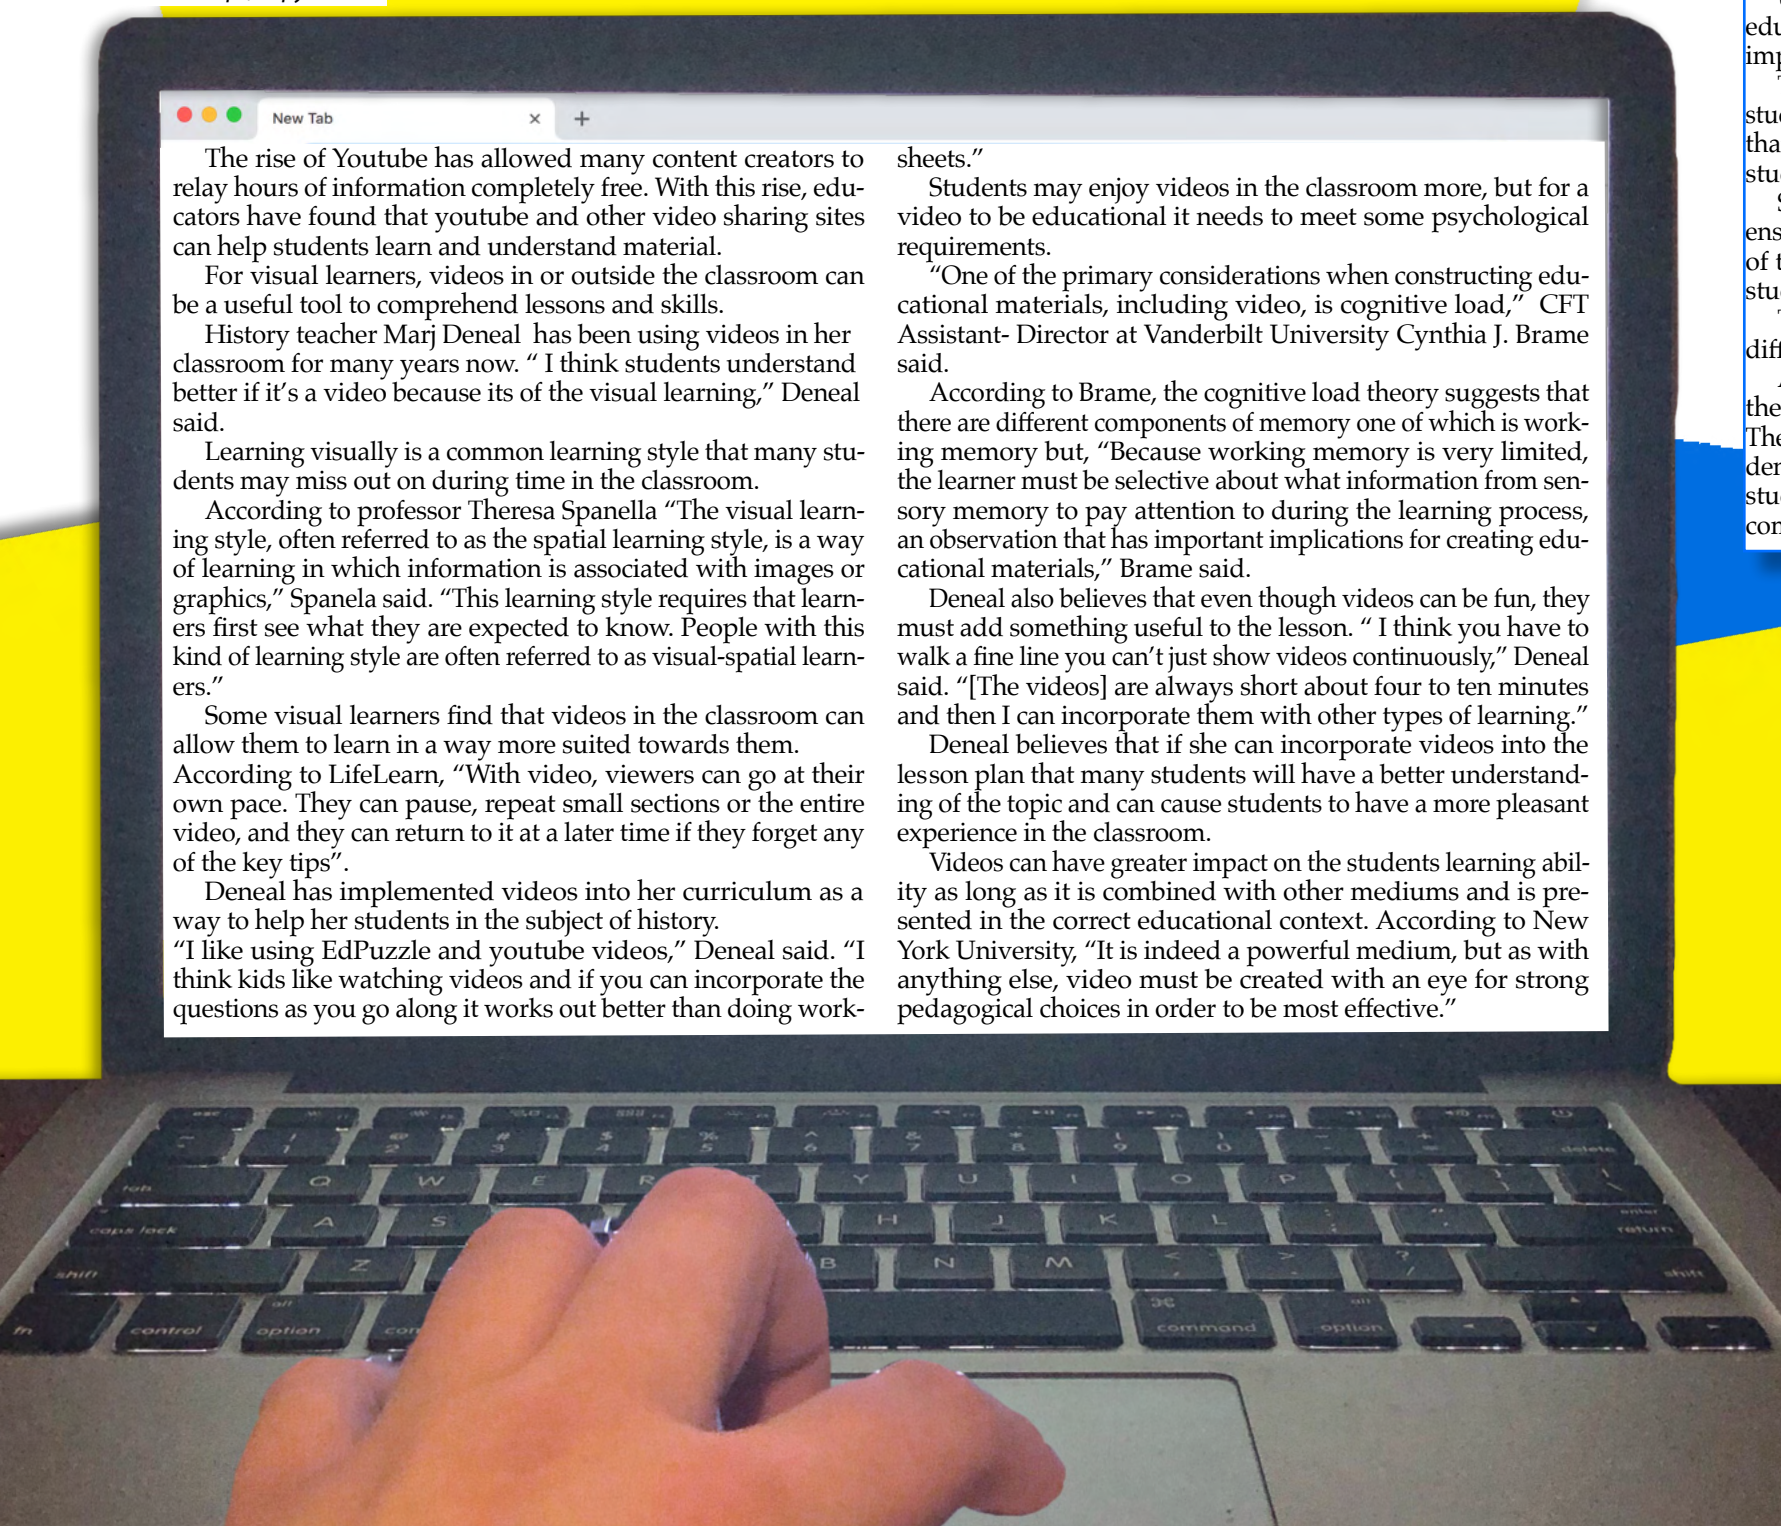 New Tab
The rise of Youtube has allowed many content creators to
relay hours of information completely free. With this rise, edu-
cators have found that youtube and other video sharing sites
can help students learn and understand material.
For visual learners, videos in or outside the classroom can
be a useful tool to comprehend lessons and skills.
History teacher Marj Deneal  has been using videos in her
classroom for many years now. “ I think students understand
better if it’s a video because its of the visual learning,” Deneal
said.
Learning visually is a common learning style that many stu-
dents may miss out on during time in the classroom.
According to professor Theresa Spanella “The visual learn-
ing style, often referred to as the spatial learning style, is a way
of learning in which information is associated with images or
graphics,” Spanela said. “This learning style requires that learn-
ers first see what they are expected to know. People with this
kind of learning style are often referred to as visual-spatial learn-
ers.”
Some visual learners find that videos in the classroom can
allow them to learn in a way more suited towards them.
According to LifeLearn, “With video, viewers can go at their
own pace. They can pause, repeat small sections or the entire
video, and they can return to it at a later time if they forget any
of the key tips”.
Deneal has implemented videos into her curriculum as a
way to help her students in the subject of history.
“I like using EdPuzzle and youtube videos,” Deneal said. “I
think kids like watching videos and if you can incorporate the
questions as you go along it works out better than doing work-
sheets.”
Students may enjoy videos in the classroom more, but for a
video to be educational it needs to meet some psychological
requirements.
“One of the primary considerations when constructing edu-
cational materials, including video, is cognitive load,”  CFT
Assistant- Director at Vanderbilt University Cynthia J. Brame
said.
According to Brame, the cognitive load theory suggests that
there are different components of memory one of which is work-
ing memory but, “Because working memory is very limited,
the learner must be selective about what information from sen-
sory memory to pay attention to during the learning process,
an observation that has important implications for creating edu-
cational materials,” Brame said.
Deneal also believes that even though videos can be fun, they
must add something useful to the lesson. “ I think you have to
walk a fine line you can’t just show videos continuously,” Deneal
said. “[The videos] are always short about four to ten minutes
and then I can incorporate them with other types of learning.”
Deneal believes that if she can incorporate videos into the
lesson plan that many students will have a better understand-
ing of the topic and can cause students to have a more pleasant
experience in the classroom.
Videos can have greater impact on the students learning abil-
ity as long as it is combined with other mediums and is pre-
sented in the correct educational context. According to New
York University, “It is indeed a powerful medium, but as with
anything else, video must be created with an eye for strong
pedagogical choices in order to be most effective.”
esc
1 2 3 4 5 6 7 8 9 0 delete
Q W E R Y U I O P
caps lock A S H J K L enter return
shift Z B N M shift
fn control alt option command alt option